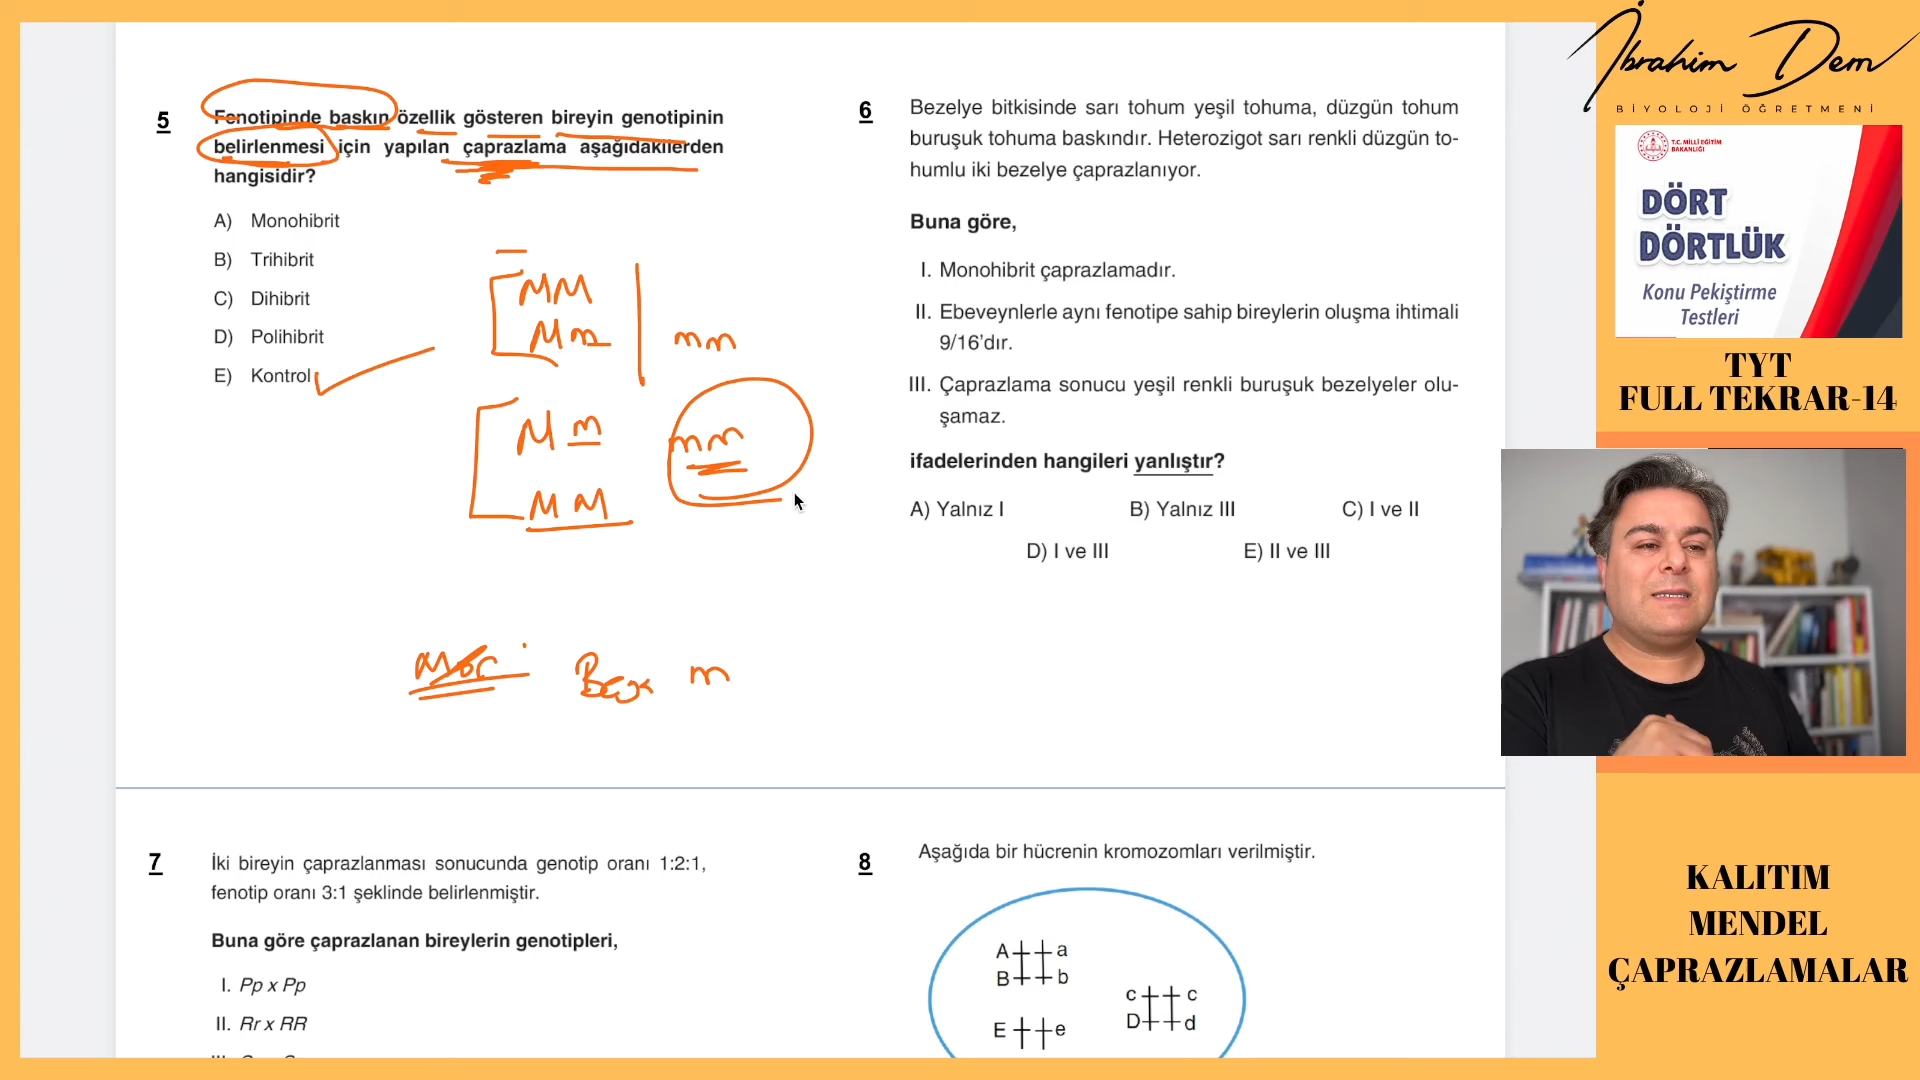 5
Fenotipinde baskın özellik gösteren bireyin genotipinin
belirlenmesi için yapılan çaprazlama aşağıdakilerden
hangisidir?
A) Monohibrit
B) Trihibrit
C) Dihibrit
D) Polihibrit
E) Kontrol
MM
Mm
mm
Mm
mm
MM
Mor
m
6
Bezelye bitkisinde sarı tohum yeşil tohuma, düzgün tohum
buruşuk tohuma baskındır. Heterozigot sarı renkli düzgün to-
humlu iki bezelye çaprazlanıyor.
Buna göre,
I. Monohibrit çaprazlamadır.
II. Ebeveynlerle aynı fenotipe sahip bireylerin oluşma ihtimali
9/16'dır.
III. Çaprazlama sonucu yeşil renkli buruşuk bezelyeler olu-
şamaz.
ifadelerinden hangileri yanlıştır?
A) Yalnız I B) Yalnız III C) I ve II
D) I ve III E) II ve III
7
İki bireyin çaprazlanması sonucunda genotip oranı 1:2:1,
fenotip oranı 3:1 şeklinde belirlenmiştir.
Buna göre çaprazlanan bireylerin genotipleri,
I. Pp x Pp
II. Rr x RR
8
Aşağıda bir hücrenin kromozomları verilmiştir.
A a
B b
c c
D d
E e
İbrahim Dem
BİYOLOJİ ÖĞRETMENİ
T.C. MİLLÎ EĞİTİM
BAKANLIĞI
DÖRT
DÖRTLÜK
Konu Pekiştirme
Testleri
TYT
FULL TEKRAR-14
KALITIM
MENDEL
ÇAPRAZLAMALAR